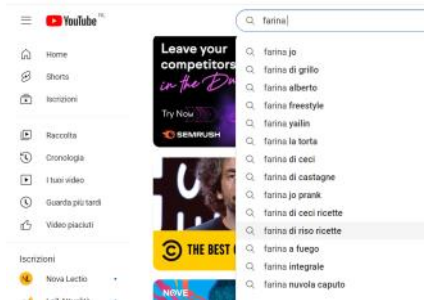 YouTube
farina
Home
Shorts
Iscrizioni
Raccolta
Cronologia
I tuoi video
Guarda più tardi
Video piaciuti
Iscrizioni
Nova Lectio
Leave your
competitors
in the
Try Now
SEMRUSH
THE BEST
NOVE
farina jo
farina di grillo
farina alberto
farina freestyle
farina yailin
farina la torta
farina di ceci
farina di castagne
farina jo prank
farina di ceci ricette
farina di riso ricette
farina a fuego
farina integrale
farina nuvola caputo